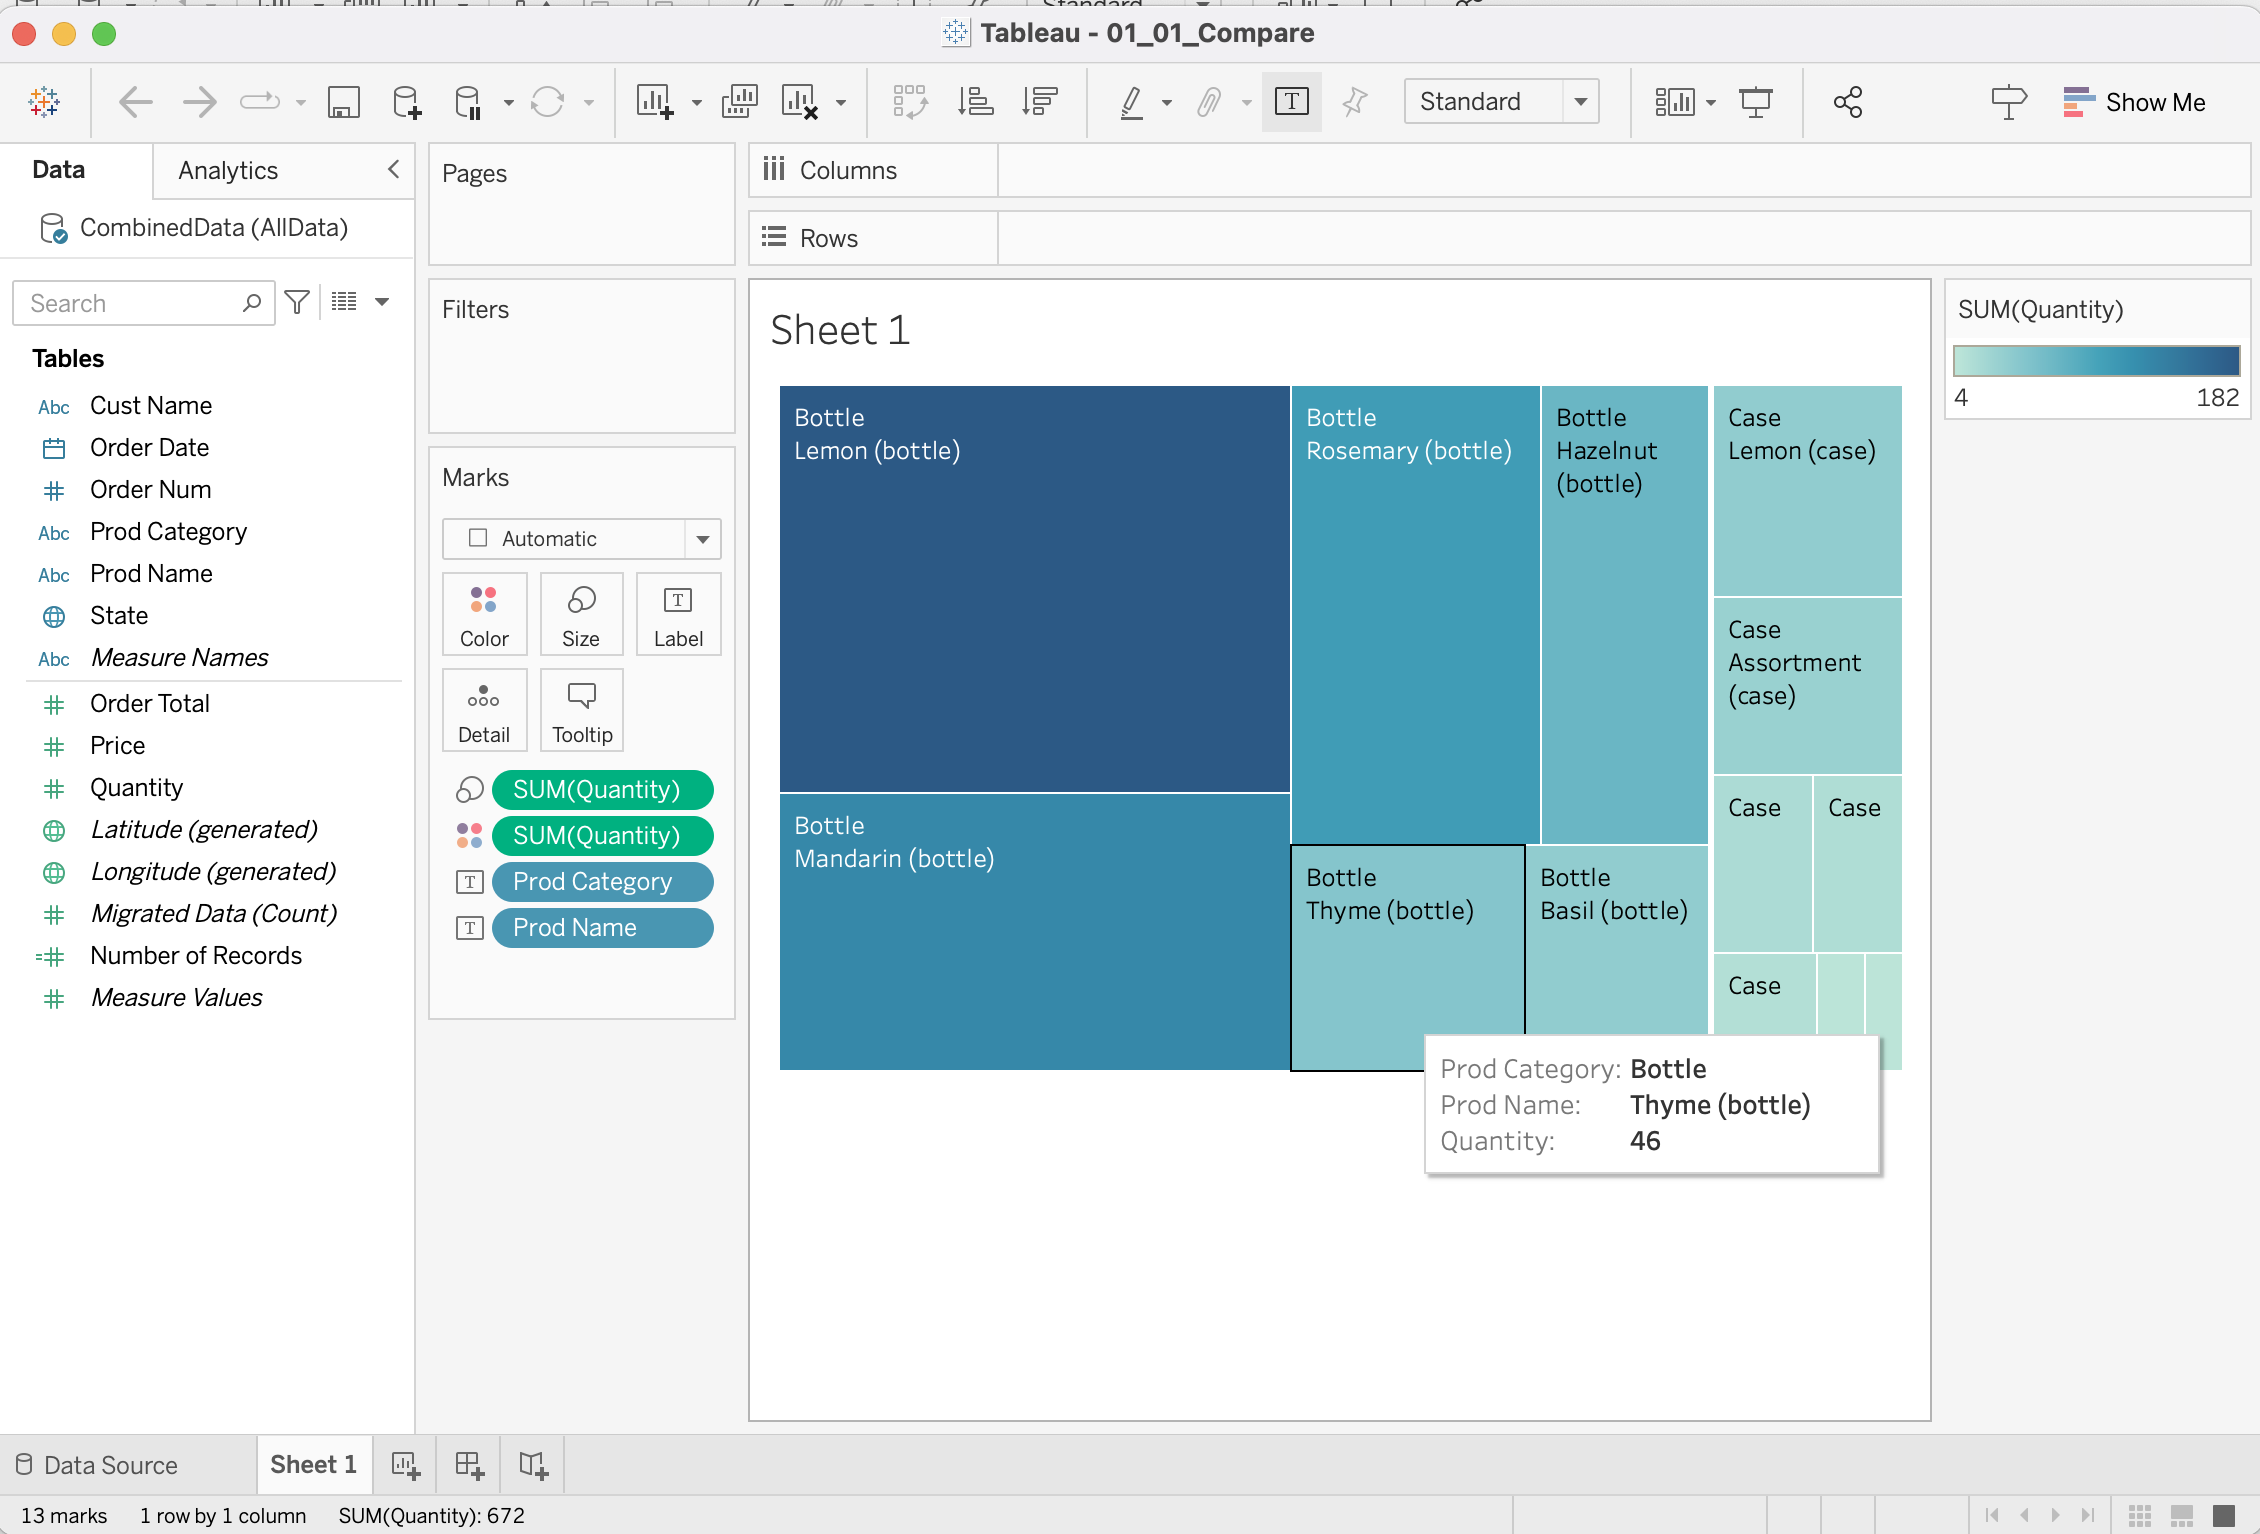 Standard
Tableau - 01_01_Compare
T
Standard
Show Me
Data
Analytics
Pages
Columns
CombinedData (AllData)
Rows
Search
Filters
Sheet 1
SUM(Quantity)
4
182
Tables
Abc Cust Name
Order Date
Order Num
Abc Prod Category
Abc Prod Name
State
Abc Measure Names
Order Total
Price
Quantity
Latitude (generated)
Longitude (generated)
Migrated Data (Count)
Number of Records
Measure Values
Marks
Automatic
Color
Size
T
Label
Detail
Tooltip
SUM(Quantity)
SUM(Quantity)
T Prod Category
T Prod Name
Bottle
Lemon (bottle)
Bottle
Rosemary (bottle)
Bottle
Hazelnut
(bottle)
Case
Lemon (case)
Case
Assortment
(case)
Case
Case
Bottle
Mandarin (bottle)
Bottle
Thyme (bottle)
Bottle
Basil (bottle)
Case
Prod Category: Bottle
Prod Name: Thyme (bottle)
Quantity: 46
Data Source
Sheet 1
13 marks
1 row by 1 column
SUM(Quantity): 672